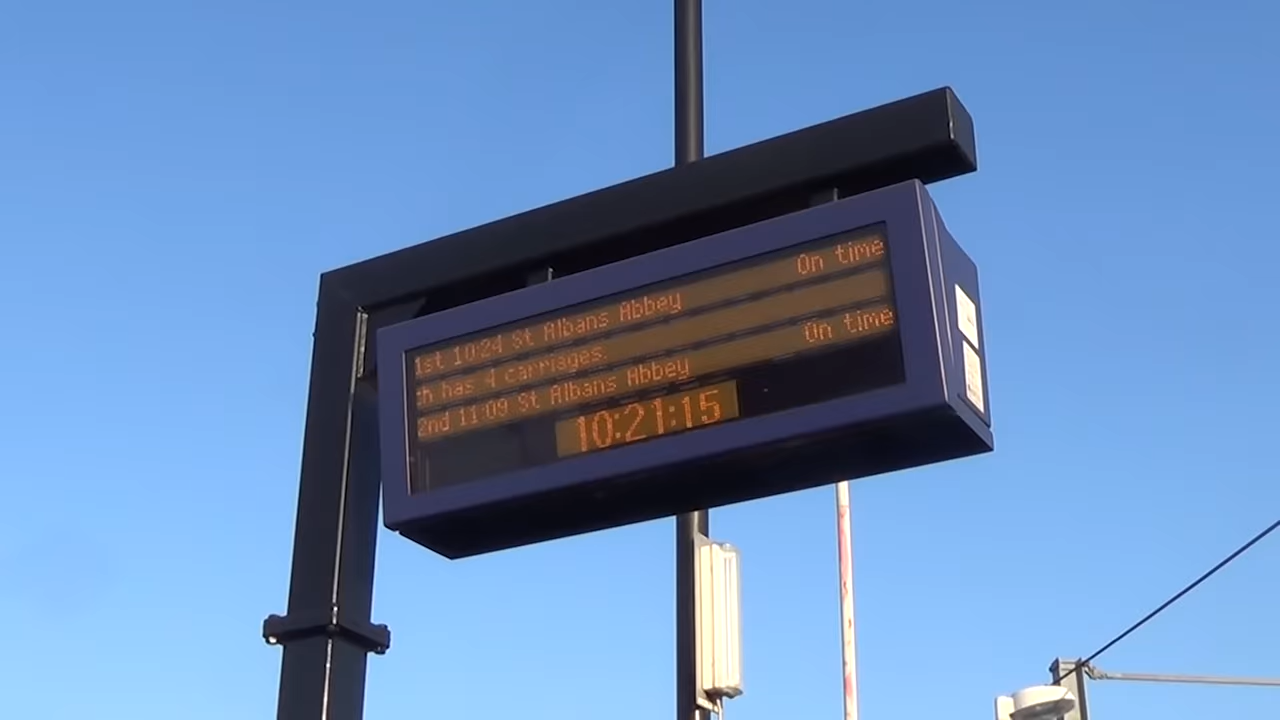 1st 10:24 St Albans Abbey On time
h has 4 carriages.
2nd 11:09 St Albans Abbey On time
10:21:15